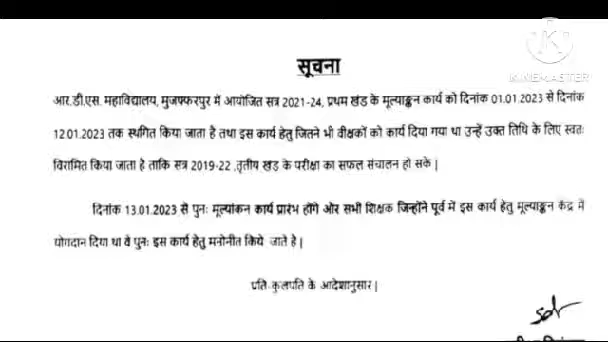 KINEMASTER
सूचना
आर.डी.एस. महाविद्यालय, मुजफ्फरपुर में आयोजित सत्र 2021-24, प्रथम खंड के मूल्याङ्कन कार्य को दिनांक 01.01.2023 से दिनांक
12.01.2023 तक स्थगित किया जाता है तथा इस कार्य हेतु जितने भी वीक्षकों को कार्य दिया गया था उन्हें उक्त तिथि के लिए स्वतः
विरामित किया जाता है ताकि सत्र 2019-22 ,तृतीय खंड के परीक्षा का सफल संचालन हो सके |
दिनांक 13.01.2023 से पुनः मूल्यांकन कार्य प्रारंभ होंगे और सभी शिक्षक जिन्होंने पूर्व में इस कार्य हेतु मूल्याङ्कन केंद्र में
योगदान दिया था वे पुनः इस कार्य हेतु मनोनीत किये जाते है |
प्रति-कुलपति के आदेशानुसार |